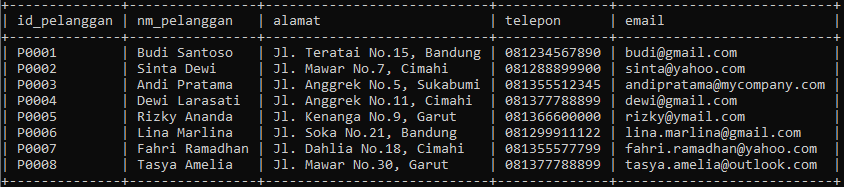 id_pelanggan | nm_pelanggan | alamat | telepon | email
P0001 | Budi Santoso | Jl. Teratai No.15, Bandung | 081234567890 | budi@gmail.com
P0002 | Sinta Dewi | Jl. Mawar No.7, Cimahi | 081288899900 | sinta@yahoo.com
P0003 | Andi Pratama | Jl. Anggrek No.5, Sukabumi | 081355512345 | andipratama@mycompany.com
P0004 | Dewi Larasati | Jl. Anggrek No.11, Cimahi | 081377788899 | dewi@gmail.com
P0005 | Rizky Ananda | Jl. Kenanga No.9, Garut | 081366600000 | rizky@ymail.com
P0006 | Lina Marlina | Jl. Soka No.21, Bandung | 081299911122 | lina.marlina@gmail.com
P0007 | Fahri Ramadhan | Jl. Dahlia No.18, Cimahi | 081355577799 | fahri.ramadhan@yahoo.com
P0008 | Tasya Amelia | Jl. Mawar No.30, Garut | 081377788899 | tasya.amelia@outlook.com